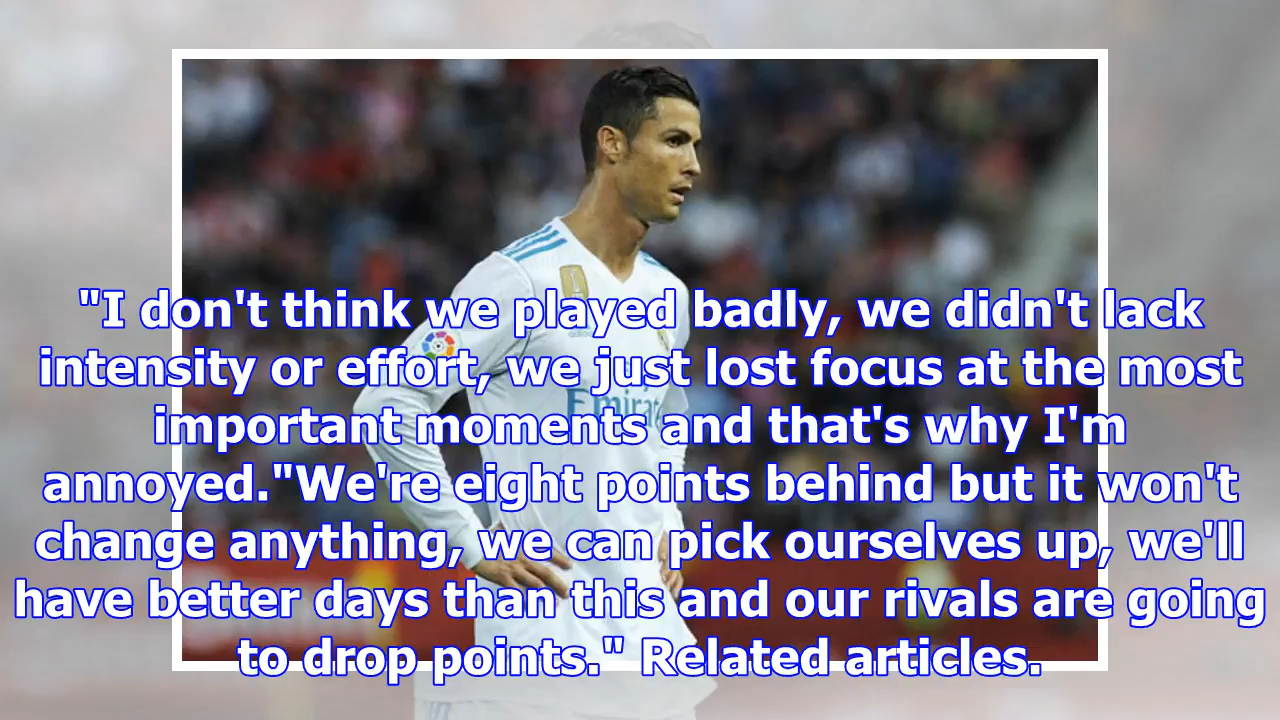 "I don't think we played badly, we didn't lack
intensity or effort, we just lost focus at the most
important moments and that's why I'm
annoyed."We're eight points behind but it won't
change anything, we can pick ourselves up, we'll
have better days than this and our rivals are going
to drop points." Related articles.
adidas
Emirates